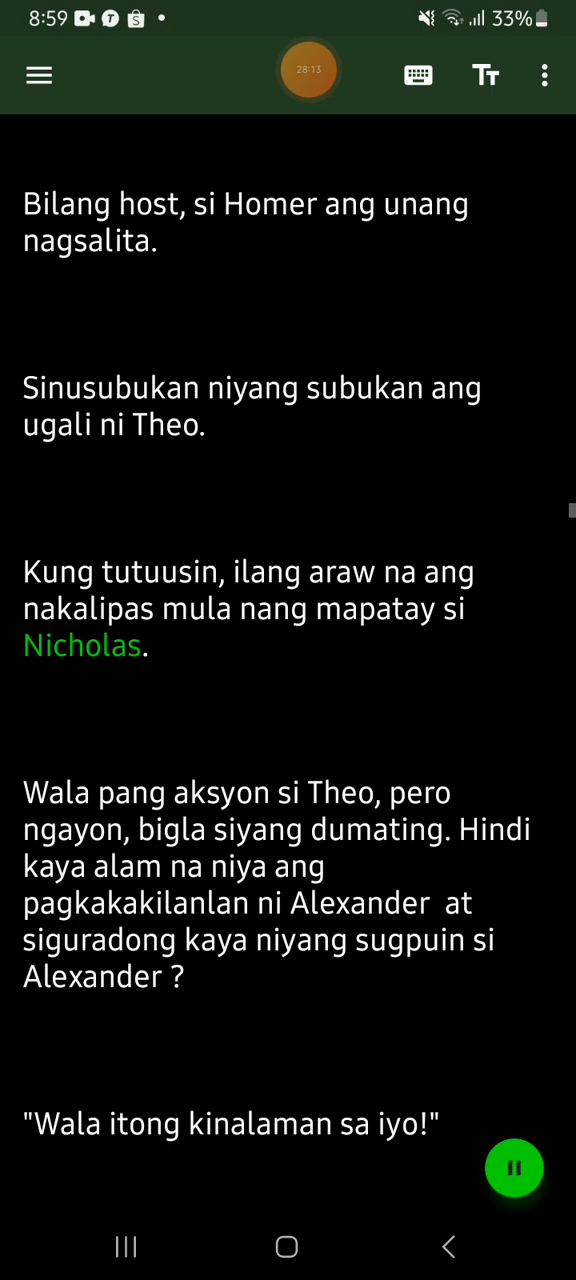 8:59
33%
28:13
Bilang host, si Homer ang unang
nagsalita.
Sinusubukan niyang subukan ang
ugali ni Theo.
Kung tutuusin, ilang araw na ang
nakalipas mula nang mapatay si
Nicholas.
Wala pang aksyon si Theo, pero
ngayon, bigla siyang dumating. Hindi
kaya alam na niya ang
pagkakakilanlan ni Alexander  at
siguradong kaya niyang sugpuin si
Alexander ?
"Wala itong kinalaman sa iyo!"